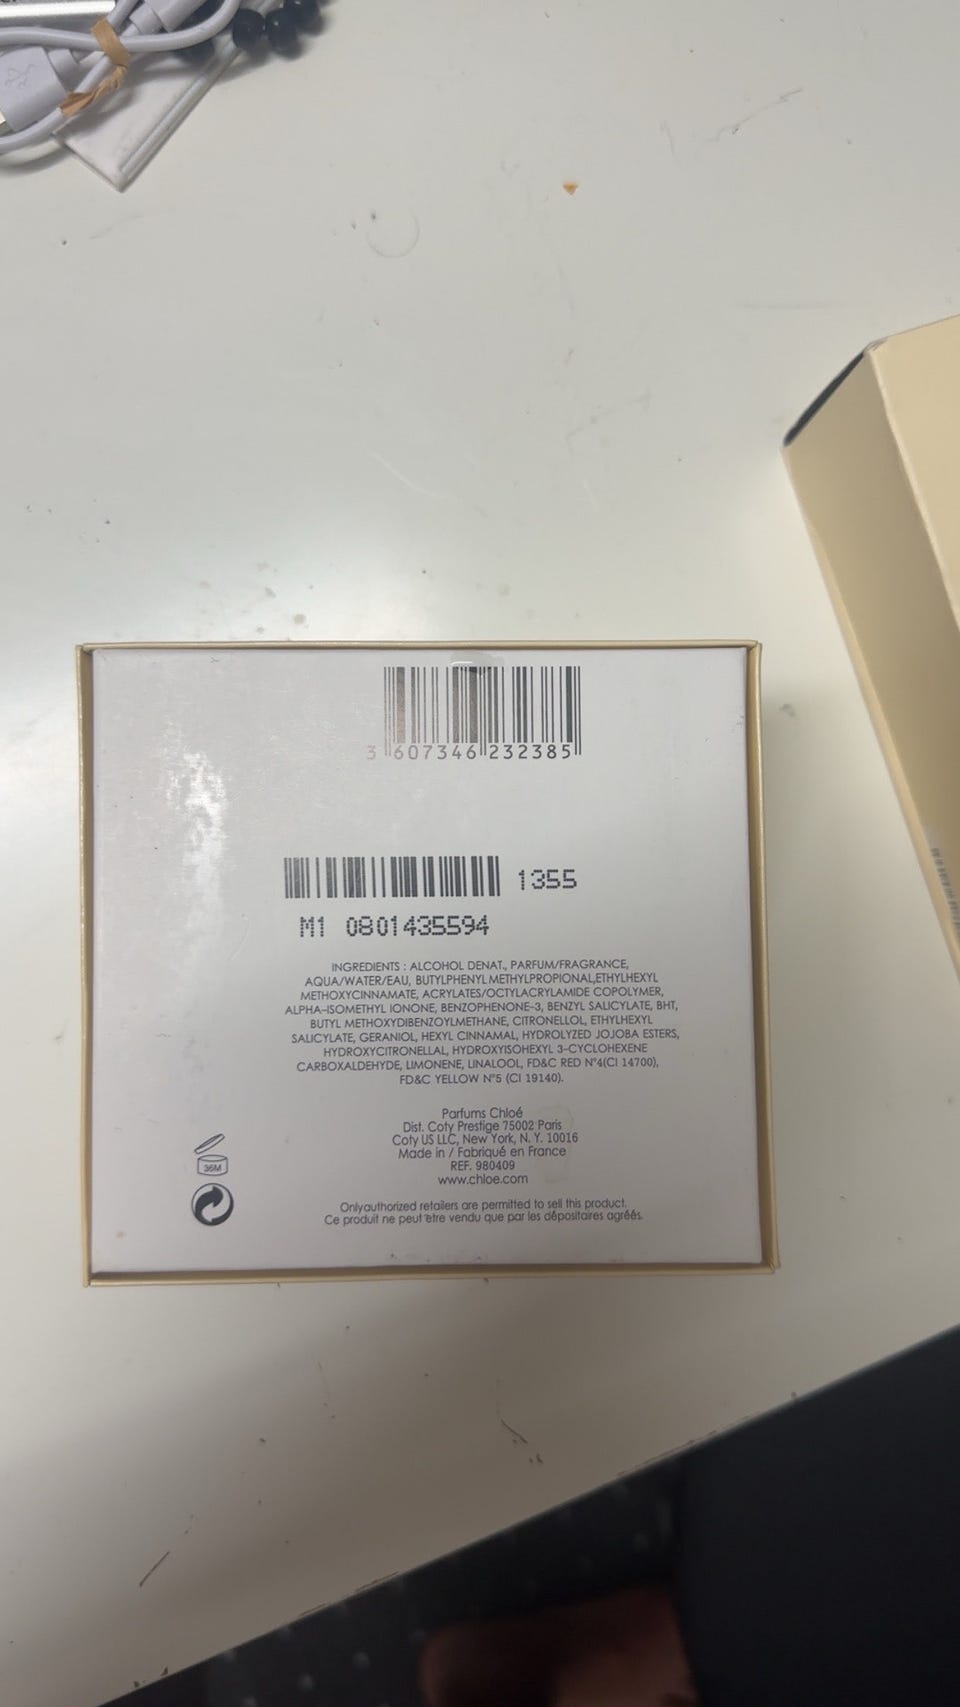 3 607346 232385
1355
M1 0801435594
INGREDIENTS : ALCOHOL DENAT., PARFUM/FRAGRANCE,
AQUA/WATER/EAU, BUTYLPHENYL METHYLPROPIONAL,ETHYLHEXYL
METHOXYCINNAMATE, ACRYLATES/OCTYLACRYLAMIDE COPOLYMER,
ALPHA-ISOMETHYL IONONE, BENZOPHENONE-3, BENZYL SALICYLATE, BHT,
BUTYL METHOXYDIBENZOYLMETHANE, CITRONELLOL, ETHYLHEXYL
SALICYLATE, GERANIOL, HEXYL CINNAMAL, HYDROLYZED JOJOBA ESTERS,
HYDROXYCITRONELLAL, HYDROXYISOHEXYL 3-CYCLOHEXENE
CARBOXALDEHYDE, LIMONENE, LINALOOL, FD&C RED N°4(CI 14700),
FD&C YELLOW N°5 (CI 19140).
Parfums Chloé
Dist. Coty Prestige 75002 Paris
Coty US LLC, New York, N. Y. 10016
Made in / Fabriqué en France
REF. 980409
www.chloe.com
36M
Onlyauthorized retailers are permitted to sell this product.
Ce produit ne peut être vendu que par les dépositaires agréés.